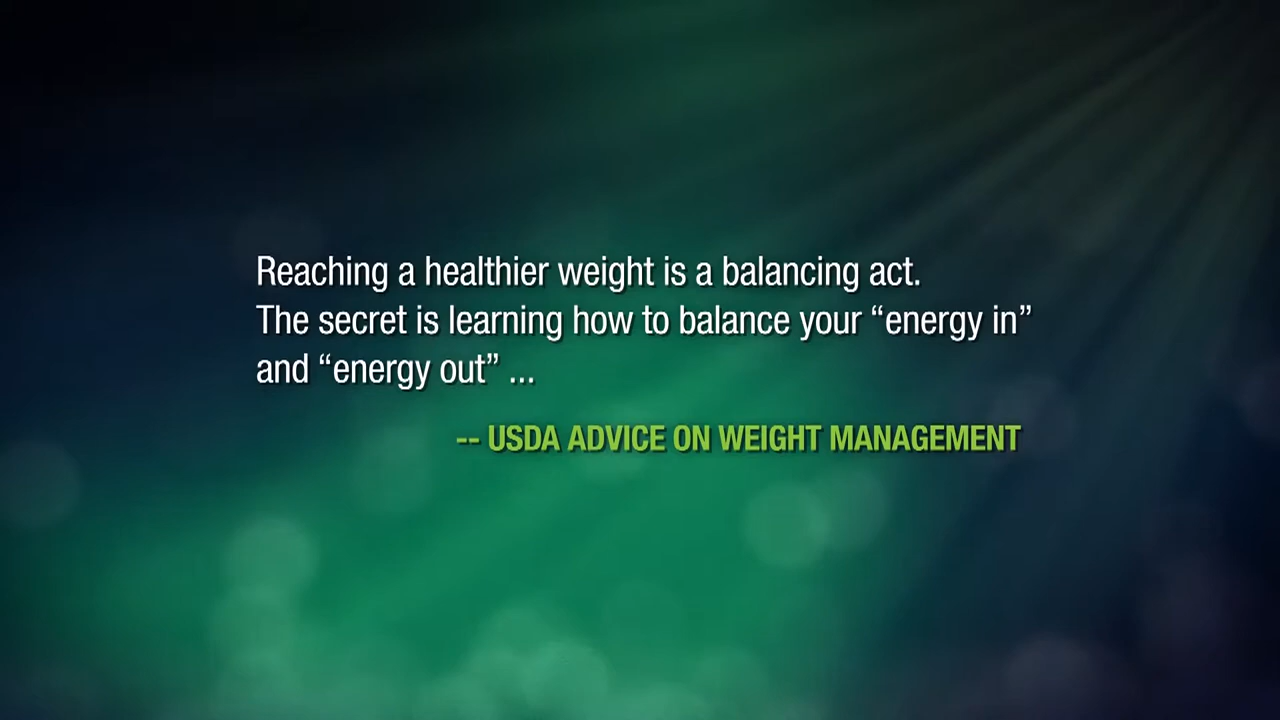 Reaching a healthier weight is a balancing act.
The secret is learning how to balance your “energy in”
and “energy out” ...
-- USDA ADVICE ON WEIGHT MANAGEMENT